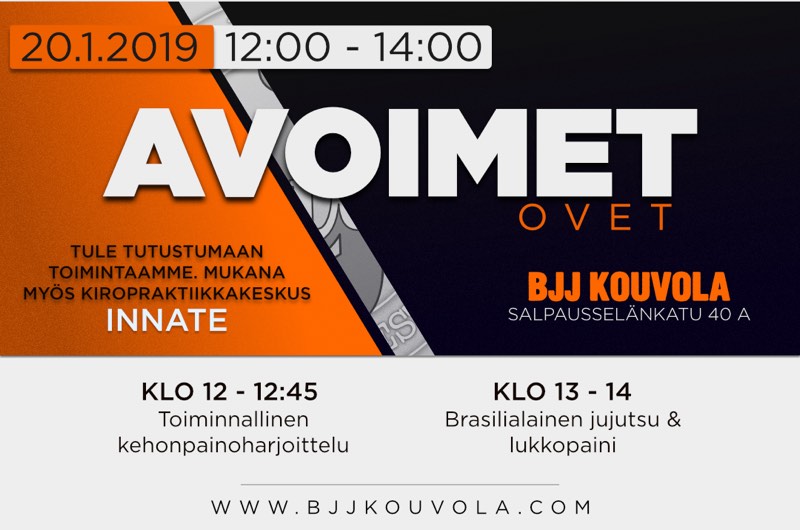 20.1.2019 12:00 - 14:00
AVOIMET
OVET
TULE TUTUSTUMAAN
TOIMINTAAMME. MUKANA
MYÖS KIROPRAKTIIKKAKESKUS
INNATE
BJJ KOUVOLA
SALPAUSSELÄNKATU 40 A
KLO 12 - 12:45
Toiminnallinen
kehonpainoharjoittelu
KLO 13 - 14
Brasilialainen jujutsu &
lukkopaini
WWW.BJJKOUVOLA.COM